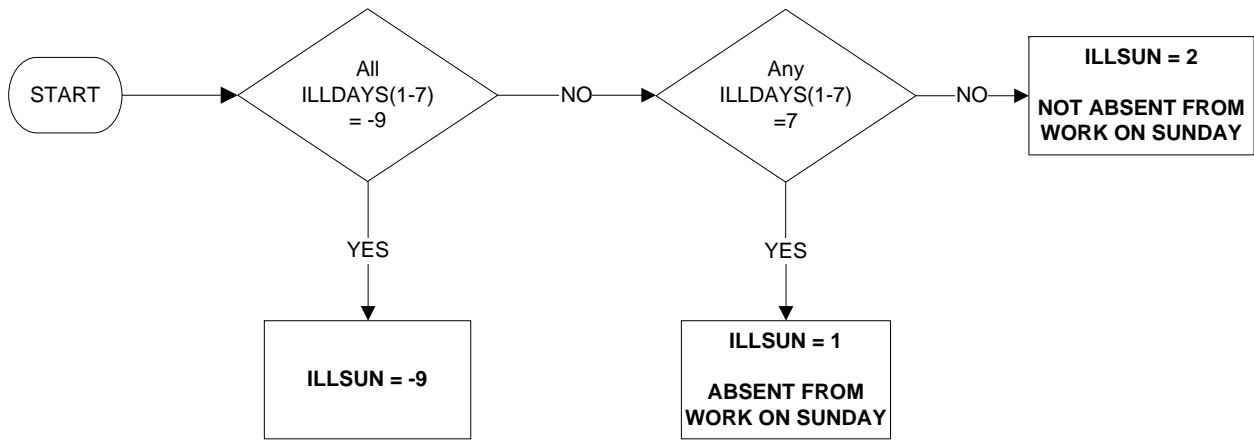 START
All
ILLDAYS(1-7)
= -9
NO
Any
ILLDAYS(1-7)
=7
NO
ILLSUN = 2
NOT ABSENT FROM
WORK ON SUNDAY
YES
YES
ILLSUN = -9
ILLSUN = 1
ABSENT FROM
WORK ON SUNDAY